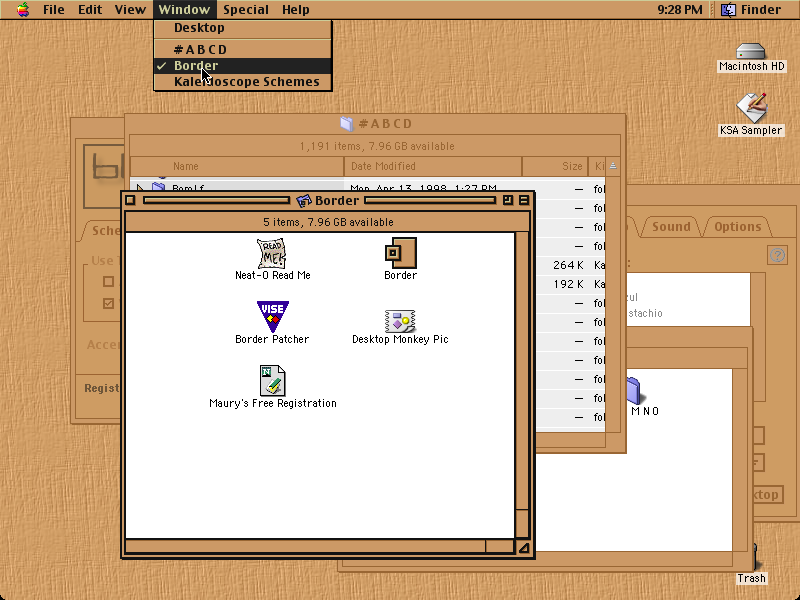 File Edit View Window Special Help 9:28 PM Finder
Desktop
#ABCD
Border
Kaleidoscope Schemes
Macintosh HD
KSA Sampler
#ABCD
1,191 items, 7.96 GB available
Name Date Modified Size Ki
Bomlf Mon, Apr 13, 1998, 1:27 PM — fol
Border
5 items, 7.96 GB available
Neat-O Read Me
Border
Border Patcher
Desktop Monkey Pic
Maury's Free Registration
— fol
— fol
— fol
264 K Ka
192 K Ka
— fol
— fol
— fol
— fol
— fol
— fol
— fol
Sche
Use T
Accen
Regist
Sound Options
zul
stachio
M N O
ktop
Trash